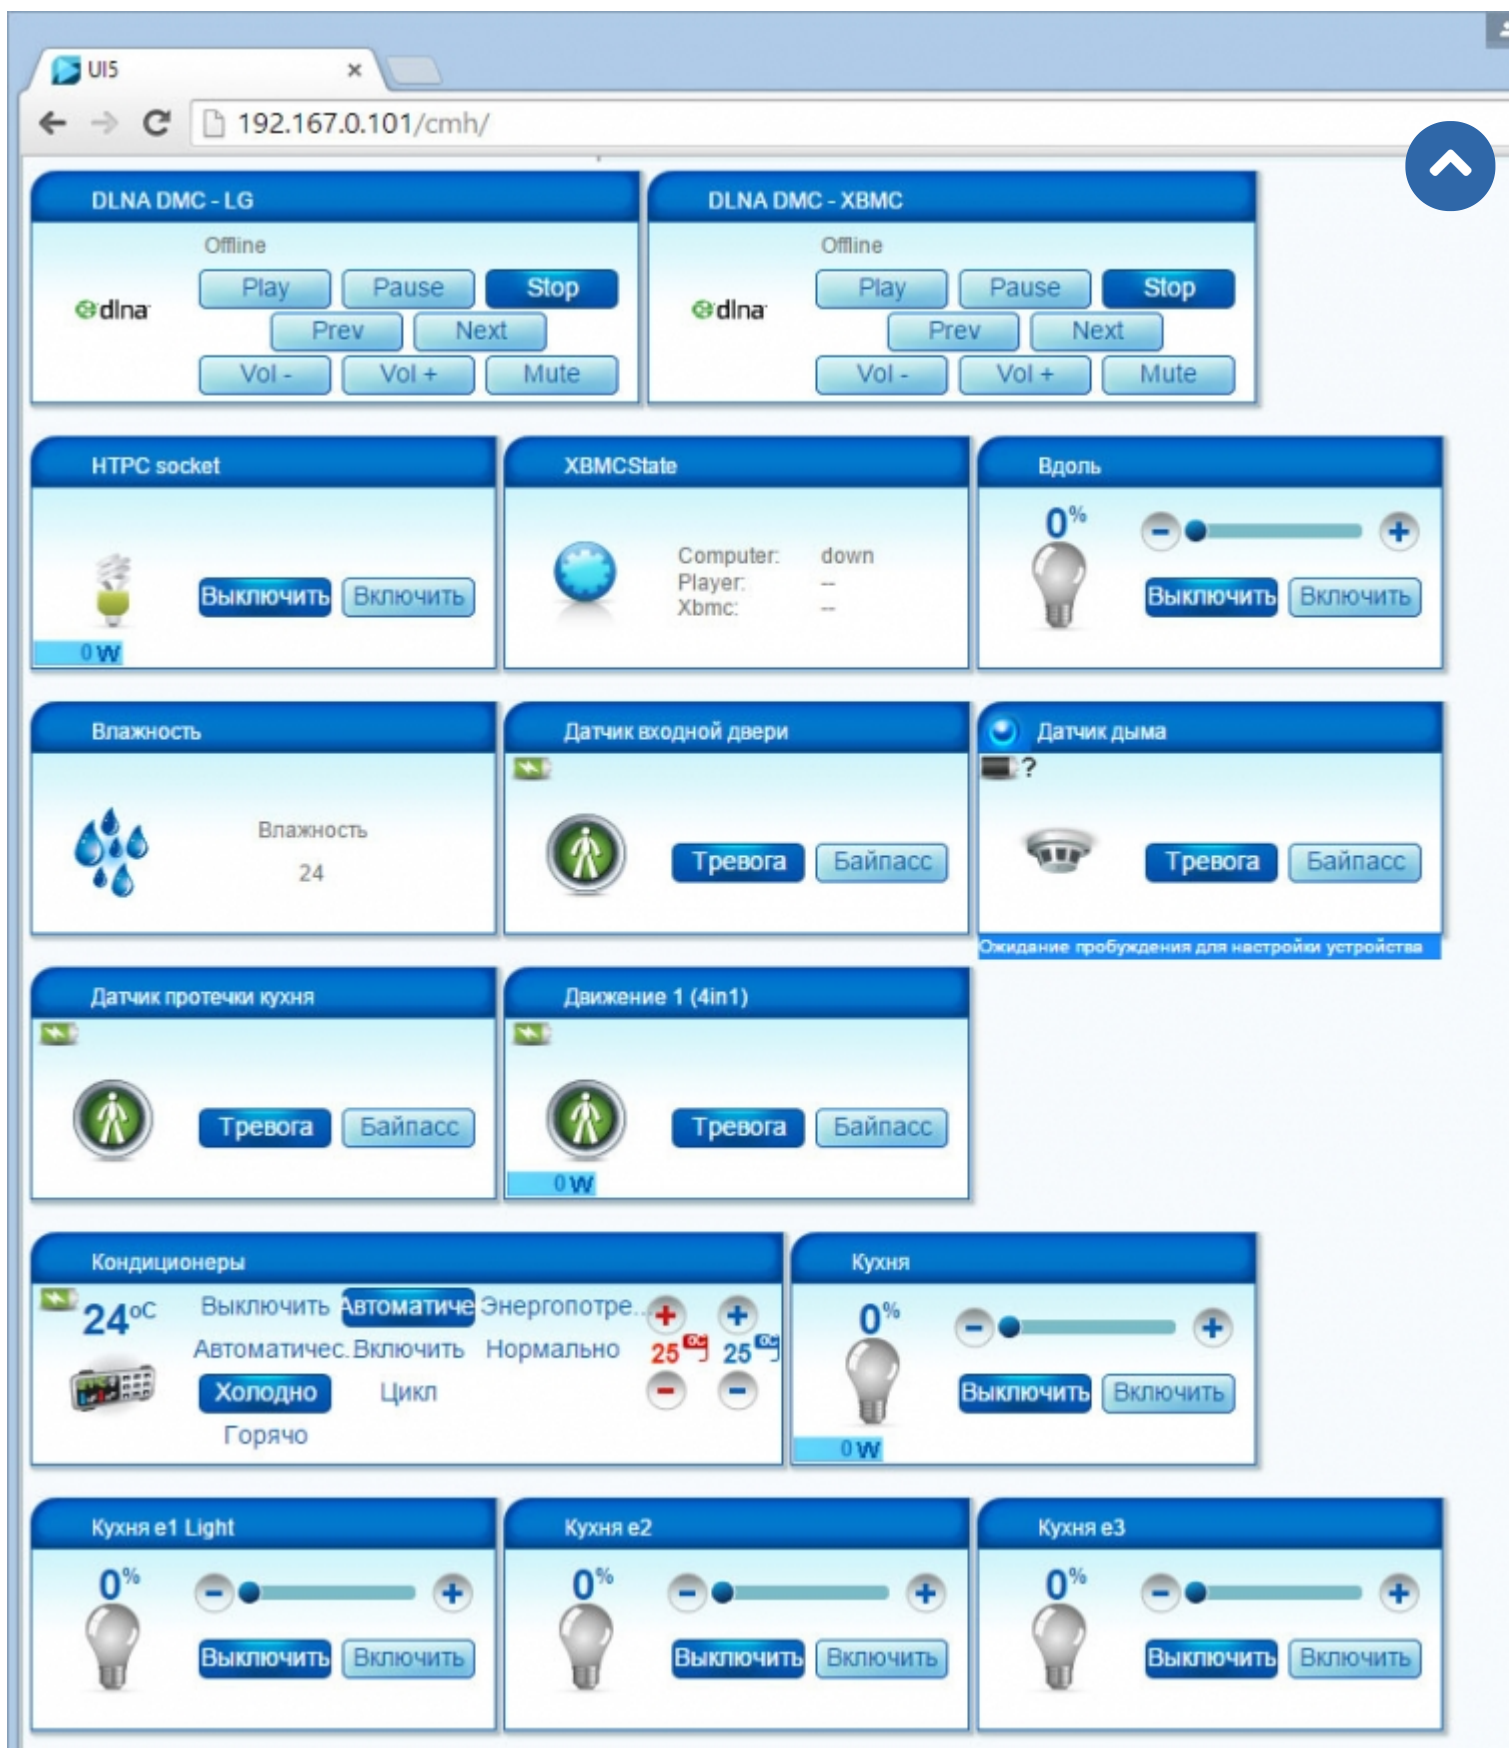 UI5
192.167.0.101/cmh/
DLNA DMC - LG
Offline
dlna
Play Pause Stop
Prev Next
Vol - Vol + Mute
DLNA DMC - XBMC
Offline
dlna
Play Pause Stop
Prev Next
Vol - Vol + Mute
HTPC socket
Выключить Включить
0 W
XBMCState
Computer: down
Player: --
Xbmc: --
Вдоль
0%
Выключить Включить
Влажность
Влажность
24
Датчик входной двери
Тревога Байпасс
Датчик дыма
?
Тревога Байпасс
Ожидание пробуждения для настройки устройства
Датчик протечки кухня
Тревога Байпасс
Движение 1 (4in1)
Тревога Байпасс
0 W
Кондиционеры
24°C
Выключить Автоматиче Энергопотре...
Автоматичес. Включить Нормально
25 °C 25 °C
Холодно Цикл
Горячо
Кухня
0%
Выключить Включить
0 W
Кухня e1 Light
0%
Выключить Включить
Кухня e2
0%
Выключить Включить
Кухня e3
0%
Выключить Включить